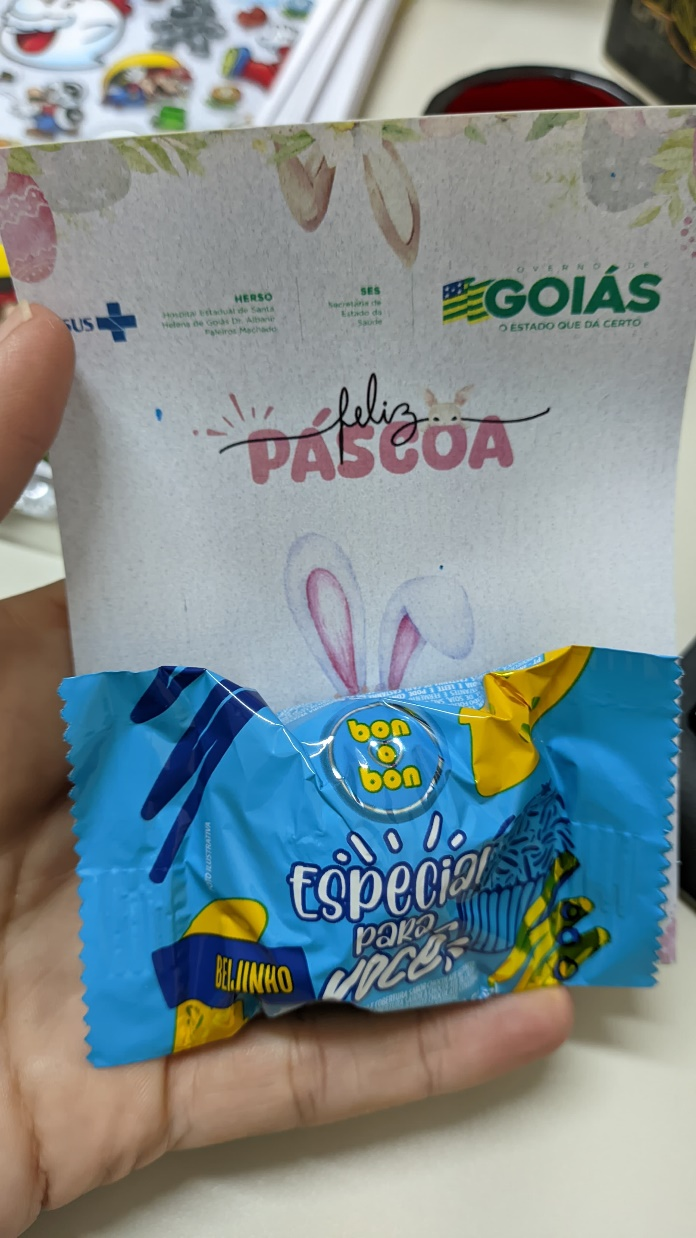 SUS
HERSO
Hospital Estadual de Santa
Helena de Goiás Dr. Albanir
Faleiros Machado
SES
Secretaria de
Estado da
Saúde
GOVERNO DE
GOIÁS
O ESTADO QUE DÁ CERTO
feliz
PÁSCOA
bon
o
bon
Especial
para
você
BEIJINHO
ILUSTRATIVA